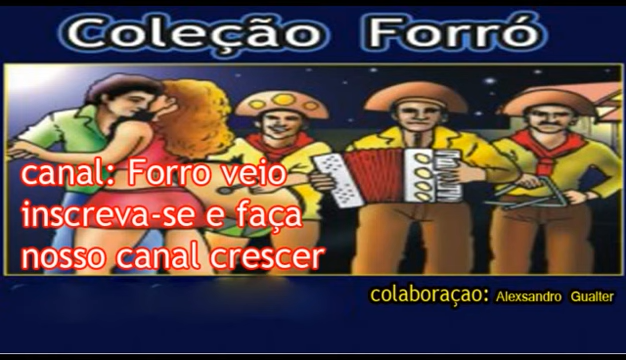 Coleção Forró
canal: Forro veio
inscreva-se e faça
nosso canal crescer
colaboraçao: Alexsandro Gualter